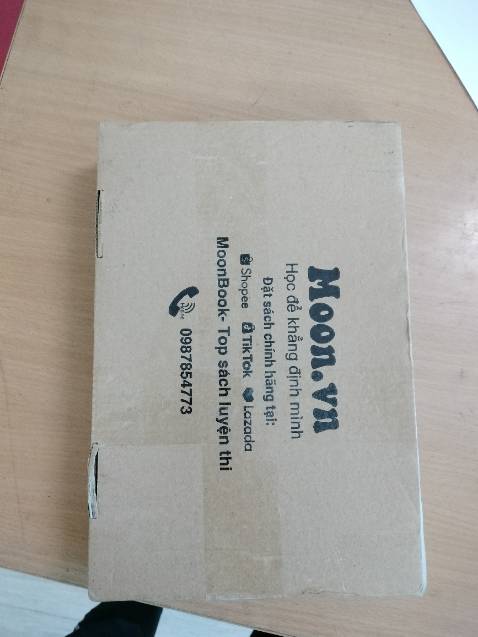 Moon.vn
Học để khẳng định mình
Đặt sách chính hãng tại:
Shopee TikTok Lazada
MoonBook- Top sách luyện thi
0987854773